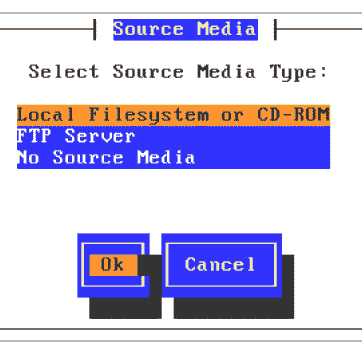 Source Media
Select Source Media Type:
Local Filesystem or CD-ROM
FTP Server
No Source Media
Ok Cancel